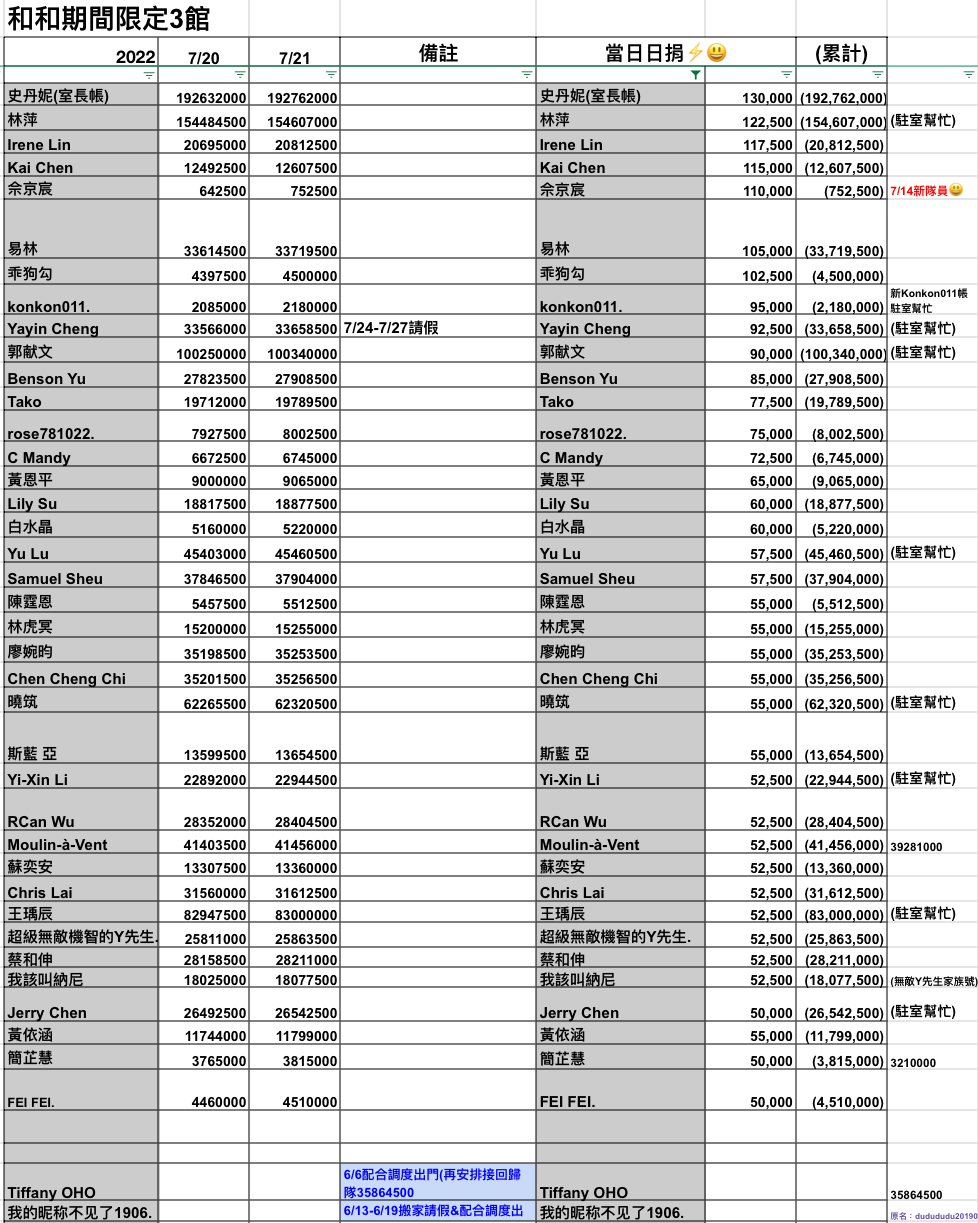 和和期間限定3館
2022 7/20 7/21 備註 當日日捐⚡😃 (累計)
史丹妮(室長帳) 192632000 192762000 史丹妮(室長帳) 130,000 (192,762,000)
林萍 154484500 154607000 林萍 122,500 (154,607,000) (駐室幫忙)
Irene Lin 20695000 20812500 Irene Lin 117,500 (20,812,500)
Kai Chen 12492500 12607500 Kai Chen 115,000 (12,607,500)
佘京宸 642500 752500 佘京宸 110,000 (752,500) 7/14新隊員😃
易林 33614500 33719500 易林 105,000 (33,719,500)
乖狗勾 4397500 4500000 乖狗勾 102,500 (4,500,000)
konkon011. 2085000 2180000 konkon011. 95,000 (2,180,000) 新Konkon011帳
駐室幫忙
Yayin Cheng 33566000 33658500 7/24-7/27請假 Yayin Cheng 92,500 (33,658,500) (駐室幫忙)
郭献文 100250000 100340000 郭献文 90,000 (100,340,000) (駐室幫忙)
Benson Yu 27823500 27908500 Benson Yu 85,000 (27,908,500)
Tako 19712000 19789500 Tako 77,500 (19,789,500)
rose781022. 7927500 8002500 rose781022. 75,000 (8,002,500)
C Mandy 6672500 6745000 C Mandy 72,500 (6,745,000)
黃恩平 9000000 9065000 黃恩平 65,000 (9,065,000)
Lily Su 18817500 18877500 Lily Su 60,000 (18,877,500)
白水晶 5160000 5220000 白水晶 60,000 (5,220,000)
Yu Lu 45403000 45460500 Yu Lu 57,500 (45,460,500) (駐室幫忙)
Samuel Sheu 37846500 37904000 Samuel Sheu 57,500 (37,904,000)
陳霆恩 5457500 5512500 陳霆恩 55,000 (5,512,500)
林虎冥 15200000 15255000 林虎冥 55,000 (15,255,000)
廖婉昀 35198500 35253500 廖婉昀 55,000 (35,253,500)
Chen Cheng Chi 35201500 35256500 Chen Cheng Chi 55,000 (35,256,500)
曉筑 62265500 62320500 曉筑 55,000 (62,320,500) (駐室幫忙)
斯藍 亞 13599500 13654500 斯藍 亞 55,000 (13,654,500)
Yi-Xin Li 22892000 22944500 Yi-Xin Li 52,500 (22,944,500) (駐室幫忙)
RCan Wu 28352000 28404500 RCan Wu 52,500 (28,404,500)
Moulin-à-Vent 41403500 41456000 Moulin-à-Vent 52,500 (41,456,000) 39281000
蘇奕安 13307500 13360000 蘇奕安 52,500 (13,360,000)
Chris Lai 31560000 31612500 Chris Lai 52,500 (31,612,500)
王瑀辰 82947500 83000000 王瑀辰 52,500 (83,000,000) (駐室幫忙)
超級無敵機智的Y先生. 25811000 25863500 超級無敵機智的Y先生. 52,500 (25,863,500)
蔡和伸 28158500 28211000 蔡和伸 52,500 (28,211,000)
我該叫納尼 18025000 18077500 我該叫納尼 52,500 (18,077,500) (無敵Y先生家族號)
Jerry Chen 26492500 26542500 Jerry Chen 50,000 (26,542,500) (駐室幫忙)
黃依涵 11744000 11799000 黃依涵 55,000 (11,799,000)
簡芷慧 3765000 3815000 簡芷慧 50,000 (3,815,000) 3210000
FEI FEI. 4460000 4510000 FEI FEI. 50,000 (4,510,000)
6/6配合調度出門(再安排接回歸
Tiffany OHO 隊35864500 Tiffany OHO 35864500
我的昵称不见了1906. 6/13-6/19搬家請假&配合調度出 我的昵称不见了1906. 原名：dudududu20190